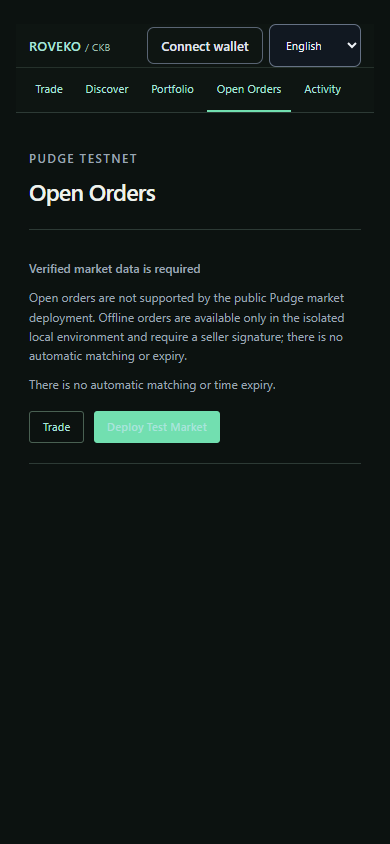 ROVEKO / CKB
Connect wallet
English
Trade
Discover
Portfolio
Open Orders
Activity
PUDGE TESTNET
Open Orders
Verified market data is required
Open orders are not supported by the public Pudge market
deployment. Offline orders are available only in the isolated
local environment and require a seller signature; there is no
automatic matching or expiry.
There is no automatic matching or time expiry.
Trade
Deploy Test Market